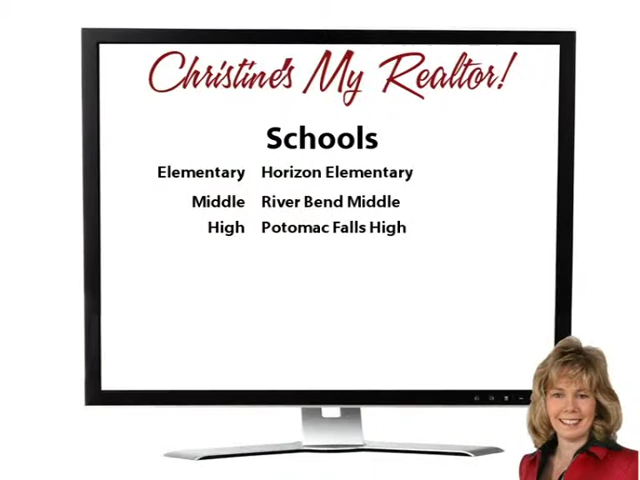 Christine's My Realtor!
Schools
Elementary Horizon Elementary
Middle River Bend Middle
High Potomac Falls High